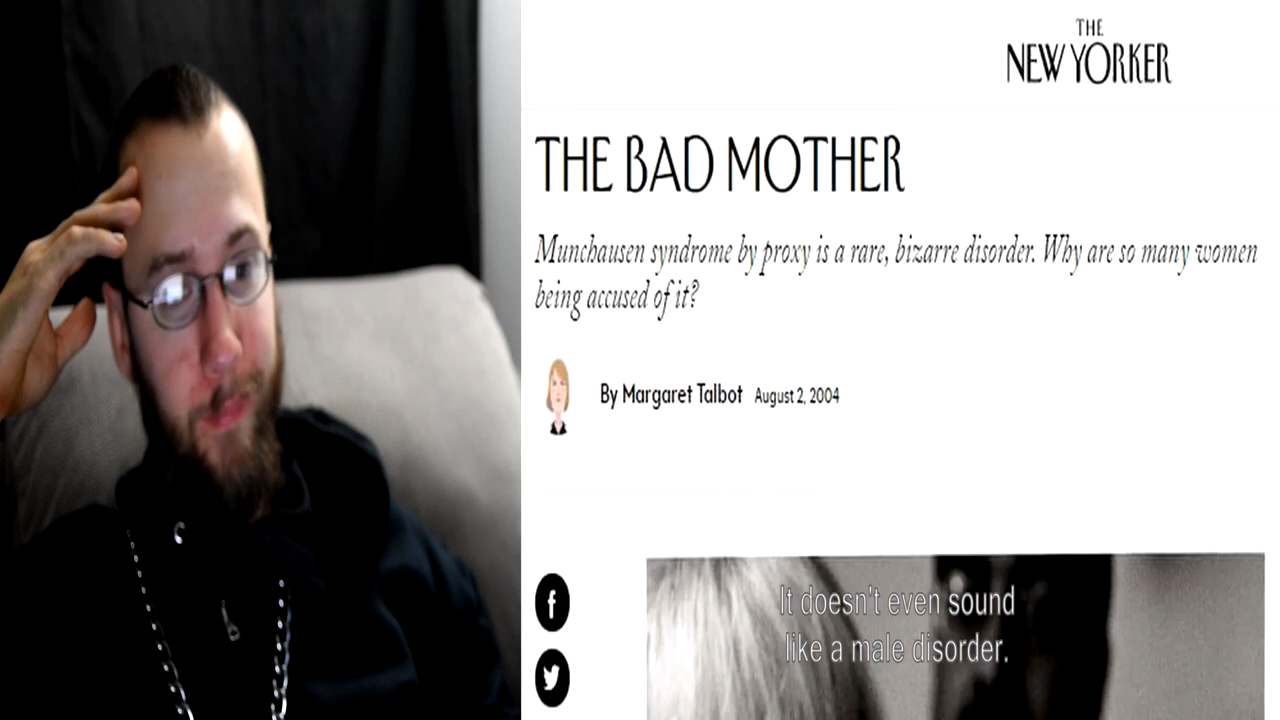 THE
NEW YORKER
THE BAD MOTHER
Munchausen syndrome by proxy is a rare, bizarre disorder. Why are so many women
being accused of it?
By Margaret Talbot August 2, 2004
It doesn't even sound
like a male disorder.